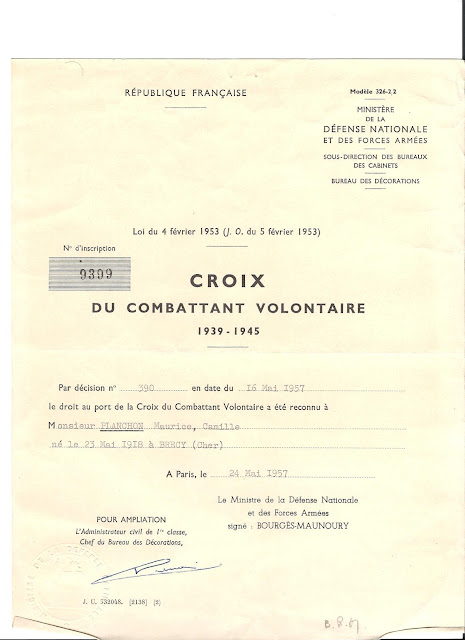 RÉPUBLIQUE FRANÇAISE
Modèle 326-2,2
MINISTÈRE
DE LA
DÉFENSE NATIONALE
ET DES FORCES ARMÉES
SOUS-DIRECTION DES BUREAUX
DES CABINETS
BUREAU DES DÉCORATIONS
Loi du 4 février 1953 (J. O. du 5 février 1953)
N° d'inscription
9399
CROIX
DU COMBATTANT VOLONTAIRE
1939-1945
Par décision n° 390 en date du 16 Mai 1957
le droit au port de la Croix du Combattant Volontaire a été reconnu à
Monsieur PLANCHON Maurice, Camille
né le 23 Mai 1918 à BRECY (Cher)
A Paris, le 24 Mai 1957
Le Ministre de la Défense Nationale
et des Forces Armées
signé : BOURGÈS-MAUNOURY
POUR AMPLIATION
L'Administrateur civil de 1re classe,
Chef du Bureau des Décorations,
J. U. 732048. [2138] (2)